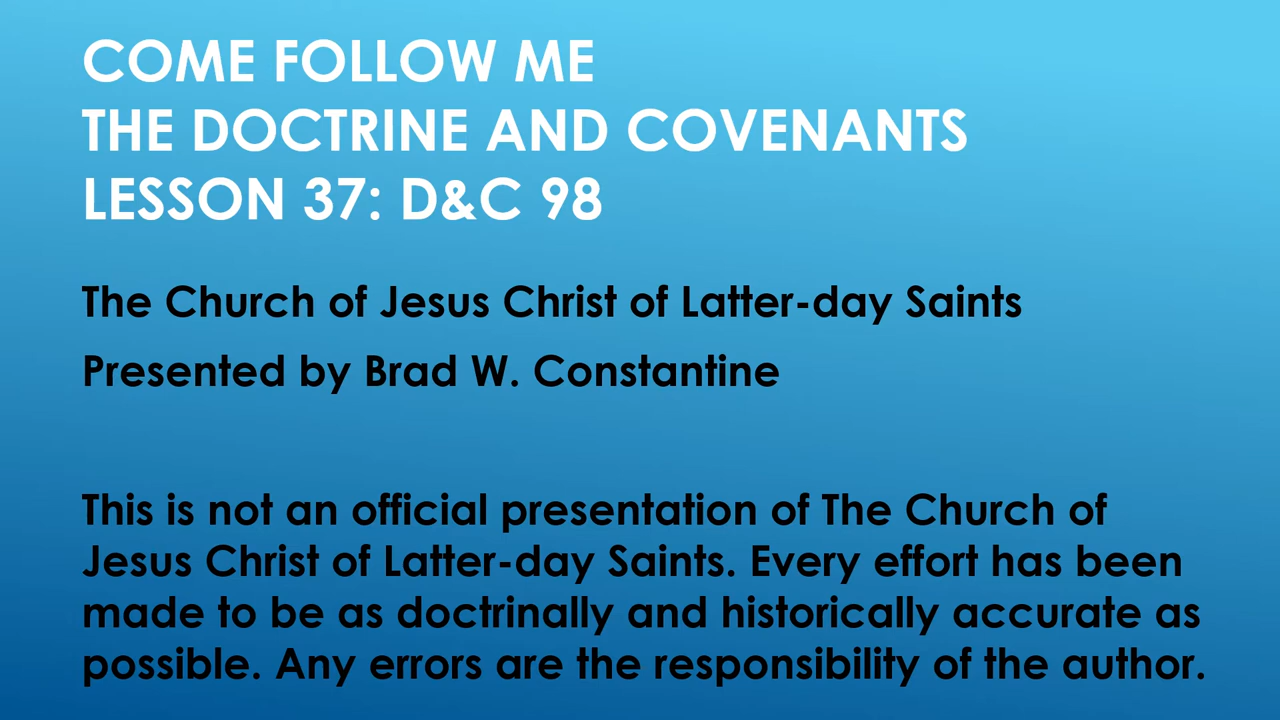 COME FOLLOW ME
THE DOCTRINE AND COVENANTS
LESSON 37: D&C 98
The Church of Jesus Christ of Latter-day Saints
Presented by Brad W. Constantine
This is not an official presentation of The Church of
Jesus Christ of Latter-day Saints. Every effort has been
made to be as doctrinally and historically accurate as
possible. Any errors are the responsibility of the author.